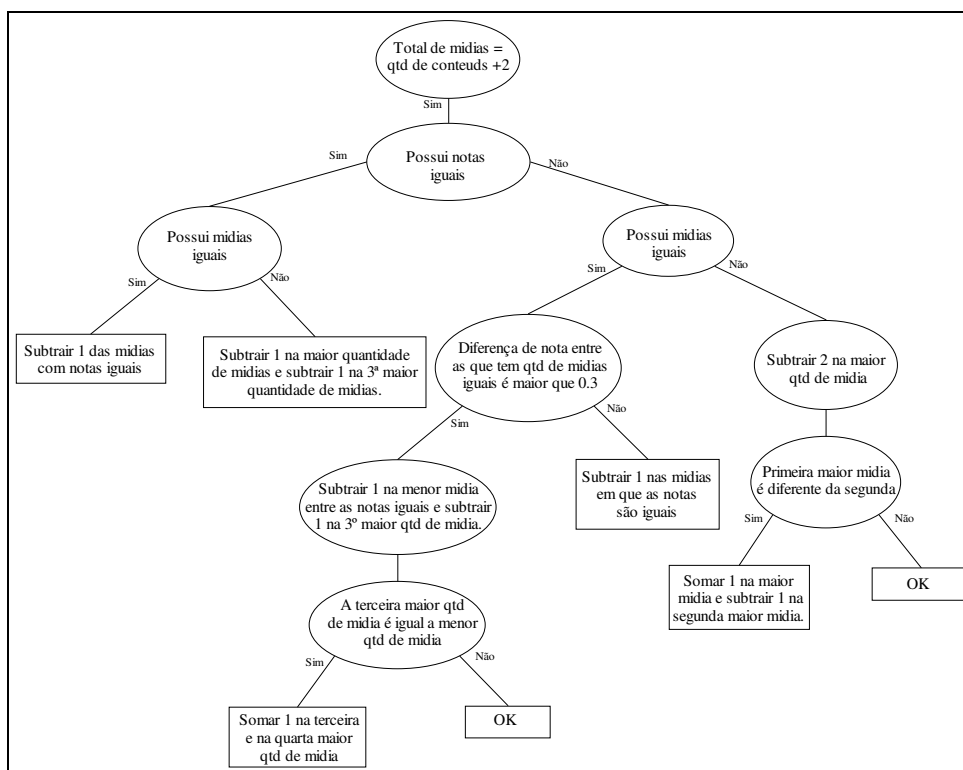 Total de midias =
qtd de conteuds +2
Sim
Possui notas
iguais
Sim
Não
Possui midias
iguais
Possui midias
iguais
Sim
Não
Sim
Não
Subtrair 1 das midias
com notas iguais
Subtrair 1 na maior quantidade
de midias e subtrair 1 na 3ª maior
quantidade de midias.
Diferença de nota entre
as que tem qtd de midias
iguais é maior que 0.3
Subtrair 2 na maior
qtd de midia
Sim
Não
Subtrair 1 na menor midia
entre as notas iguais e subtrair
1 na 3º maior qtd de midia.
Subtrair 1 nas midias
em que as notas
são iguais
Primeira maior midia
é diferente da segunda
Sim
Não
Somar 1 na maior
midia e subtrair 1 na
segunda maior midia.
OK
A terceira maior qtd
de midia é igual a menor
qtd de midia
Sim
Não
Somar 1 na terceira
e na quarta maior
qtd de midia
OK